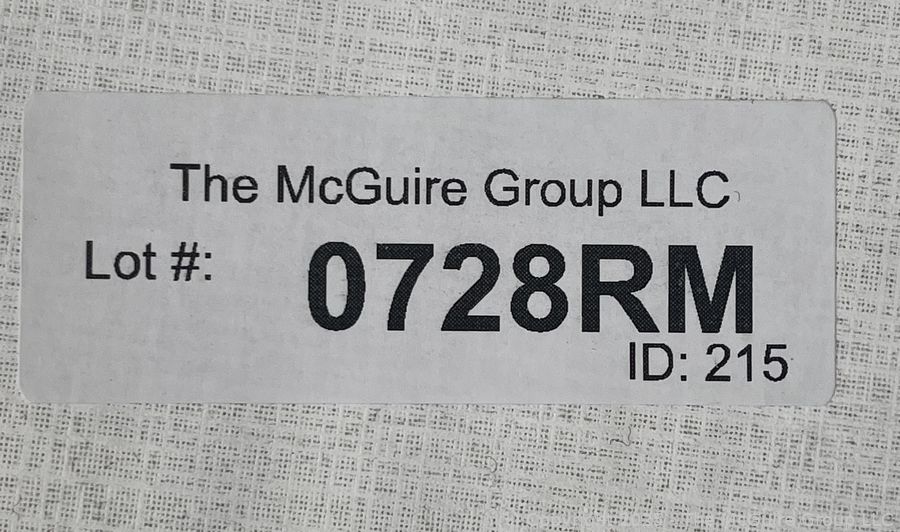 The McGuire Group LLC
Lot #: 0728RM
ID: 215